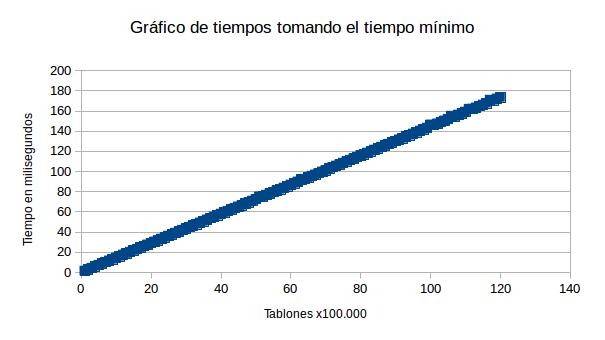 Gráfico de tiempos tomando el tiempo mínimo
200
180
160
140
120
100
80
60
40
20
0
Tiempo en milisegundos
0 20 40 60 80 100 120 140
Tablones x100.000